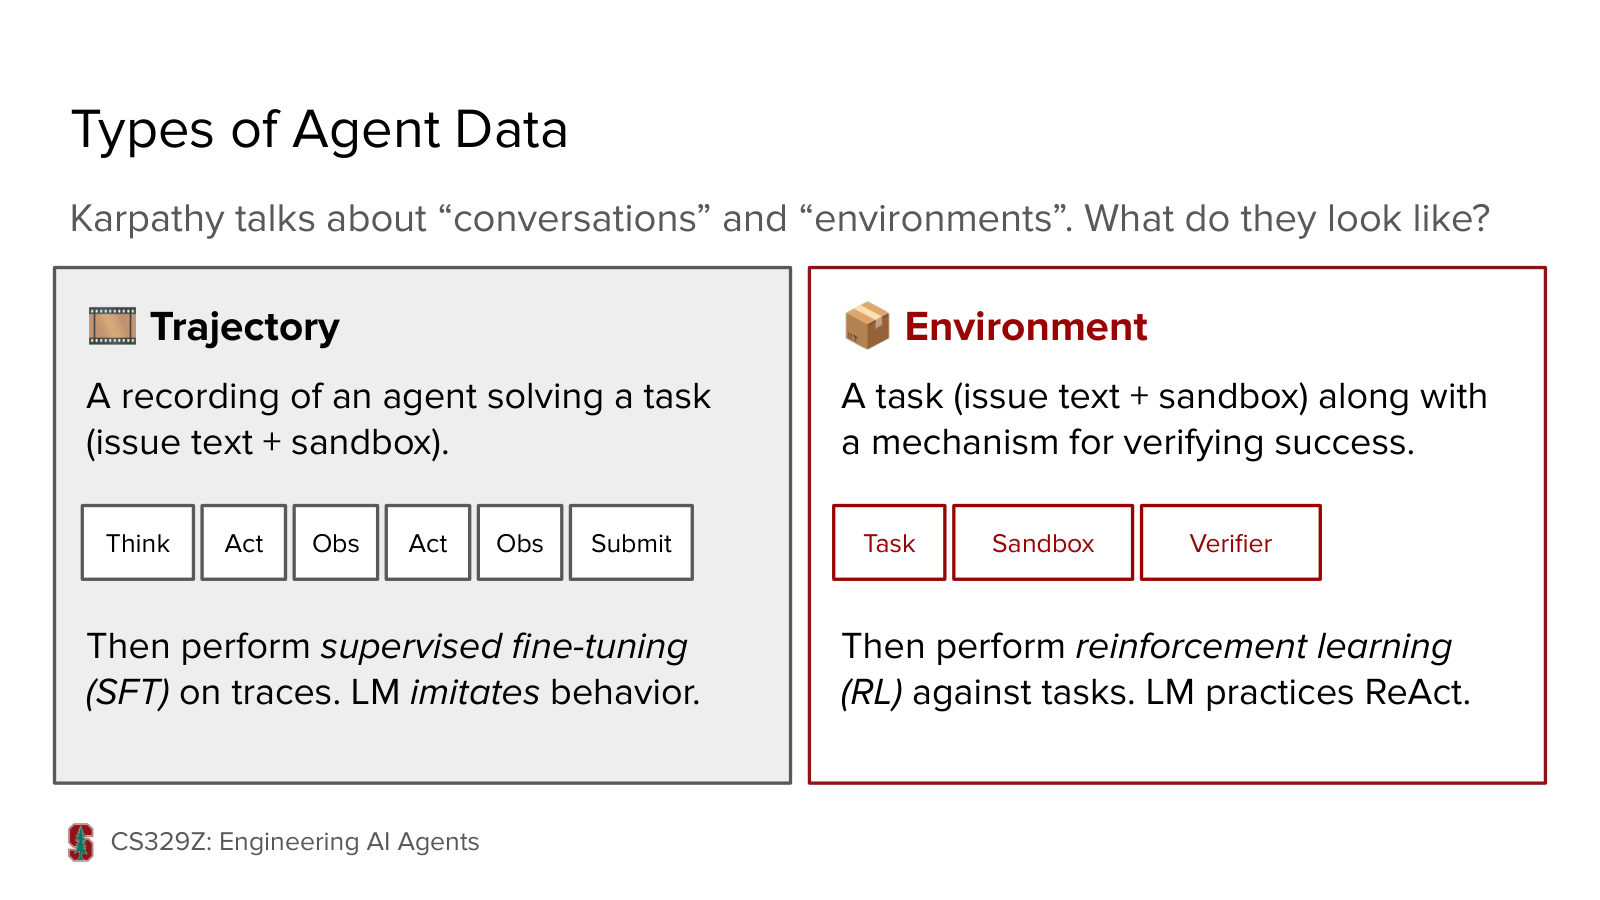 Types of Agent Data
Karpathy talks about “conversations” and “environments”. What do they look like?
Trajectory
A recording of an agent solving a task
(issue text + sandbox).
Think Act Obs Act Obs Submit
Then perform supervised fine-tuning
(SFT) on traces. LM imitates behavior.
Environment
A task (issue text + sandbox) along with
a mechanism for verifying success.
Task Sandbox Verifier
Then perform reinforcement learning
(RL) against tasks. LM practices ReAct.
CS329Z: Engineering AI Agents